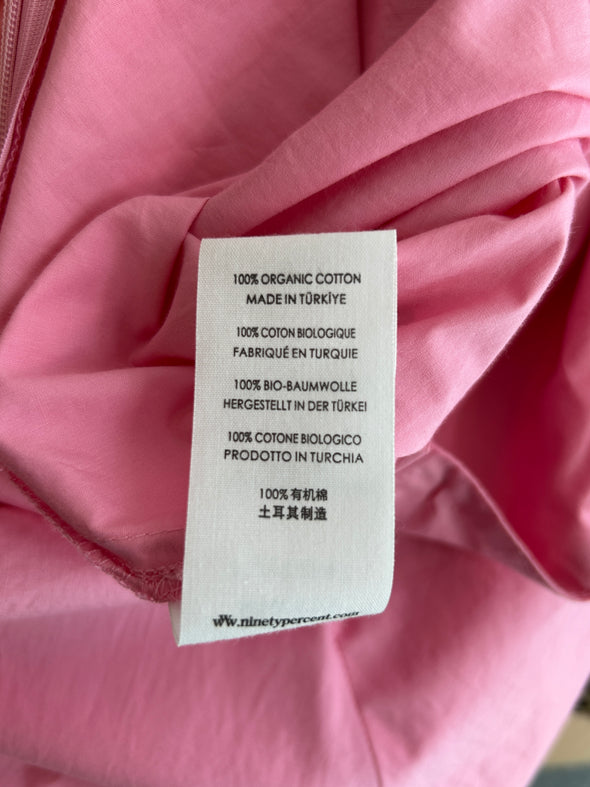 100% ORGANIC COTTON
MADE IN TÜRKİYE
100% COTON BIOLOGIQUE
FABRIQUÉ EN TURQUIE
100% BIO-BAUMWOLLE
HERGESTELLT IN DER TÜRKEI
100% COTONE BIOLOGICO
PRODOTTO IN TURCHIA
100% 有机棉
土耳其制造
www.ninetypercent.com